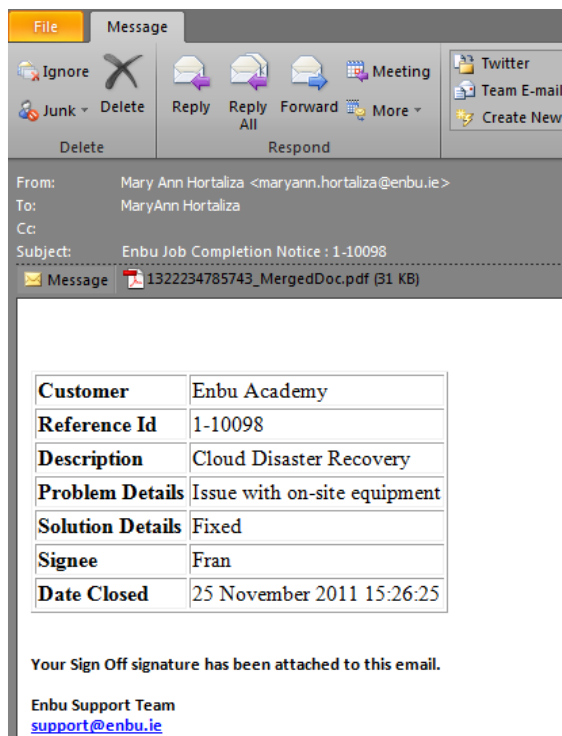 File Message
Ignore
Junk
Delete
Reply
Reply All
Forward
Meeting
More
Twitter
Team E-mail
Create New
Delete
Respond
From: Mary Ann Hortaliza <maryann.hortaliza@enbu.ie>
To: MaryAnn Hortaliza
Cc:
Subject: Enbu Job Completion Notice : 1-10098
Message 1322234785743_MergedDoc.pdf (31 KB)
Customer Enbu Academy
Reference Id 1-10098
Description Cloud Disaster Recovery
Problem Details Issue with on-site equipment
Solution Details Fixed
Signee Fran
Date Closed 25 November 2011 15:26:25
Your Sign Off signature has been attached to this email.
Enbu Support Team
support@enbu.ie